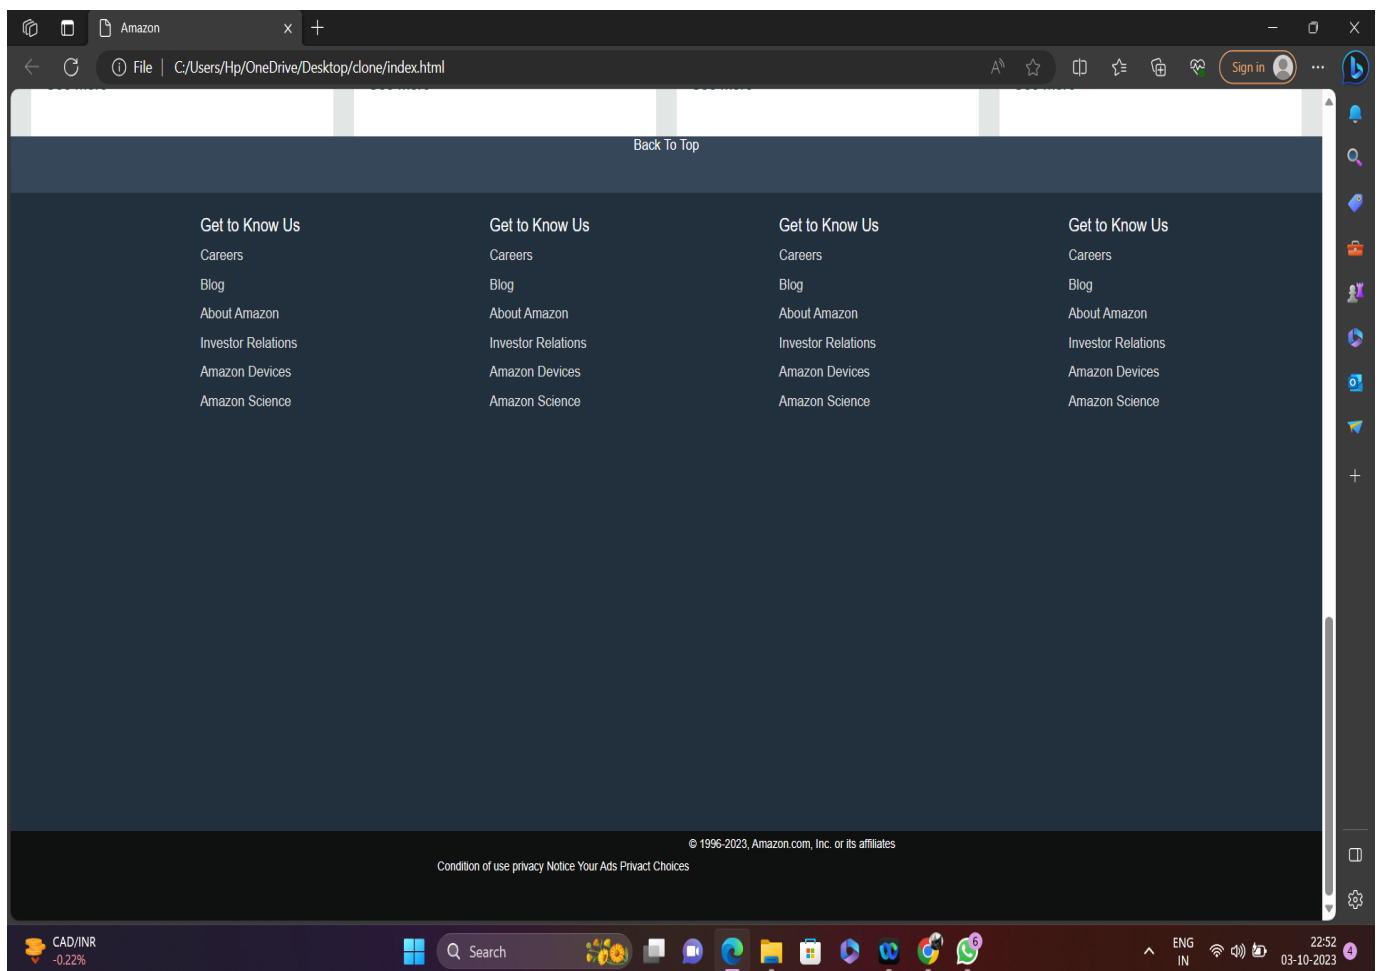 Amazon
File
C:/Users/Hp/OneDrive/Desktop/clone/index.html
Sign in
Back To Top
Get to Know Us Get to Know Us Get to Know Us Get to Know Us
Careers Careers Careers Careers
Blog Blog Blog Blog
About Amazon About Amazon About Amazon About Amazon
Investor Relations Investor Relations Investor Relations Investor Relations
Amazon Devices Amazon Devices Amazon Devices Amazon Devices
Amazon Science Amazon Science Amazon Science Amazon Science
© 1996-2023, Amazon.com, Inc. or its affiliates
Condition of use privacy Notice Your Ads Privact Choices
CAD/INR
-0.22%
Search
6
ENG
IN
22:52
03-10-2023
4